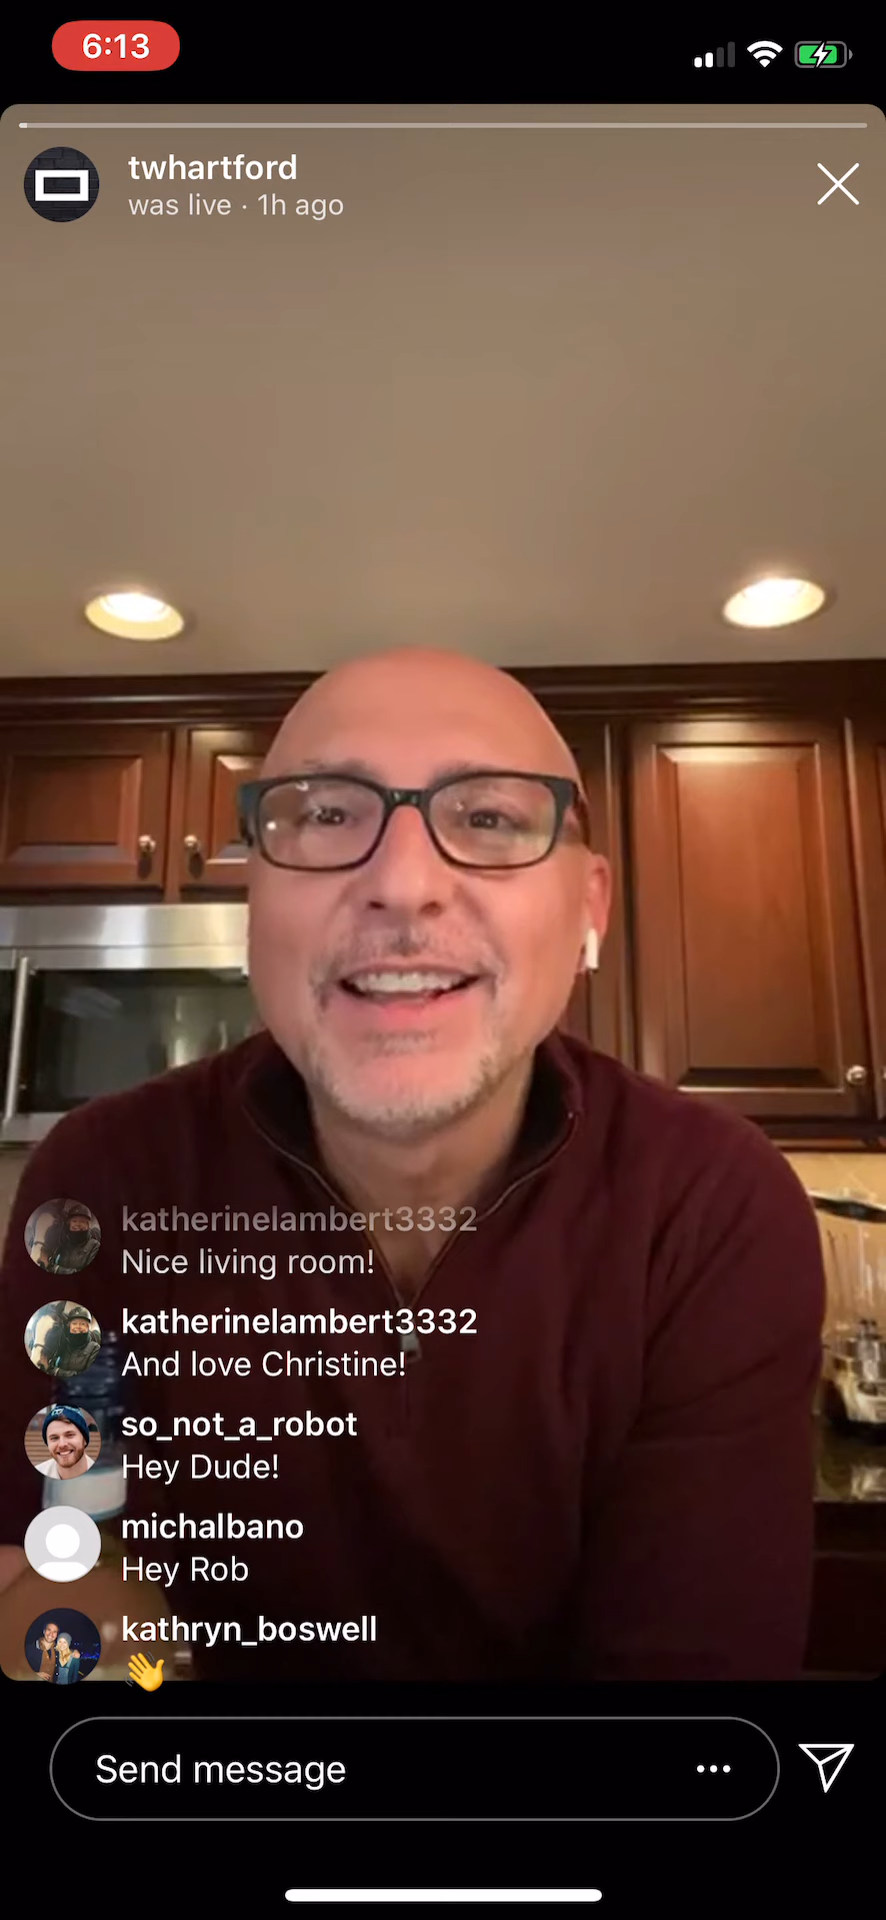 6:13
twhartford
was live · 1h ago
katherinelambert3332
Nice living room!
katherinelambert3332
And love Christine!
so_not_a_robot
Hey Dude!
michalbano
Hey Rob
kathryn_boswell
👋
Send message